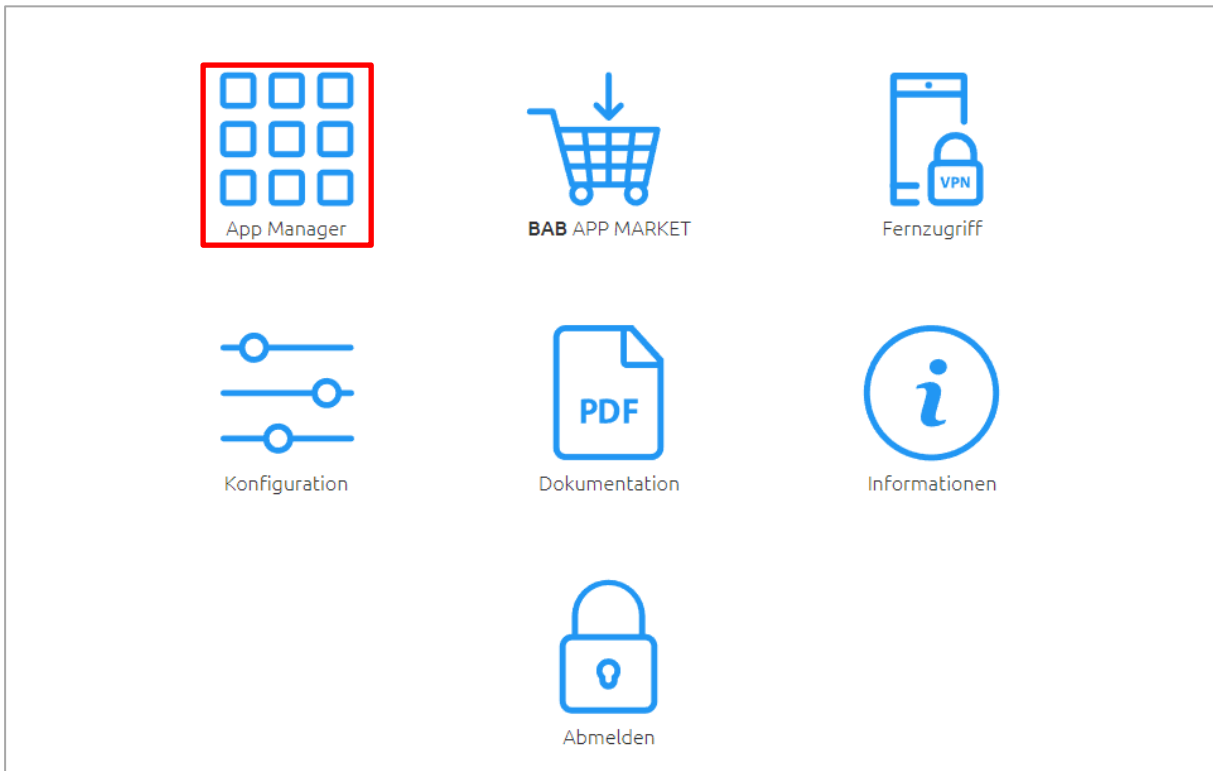 VPN
App Manager
BAB APP MARKET
Fernzugriff
PDF
i
Konfiguration
Dokumentation
Informationen
Abmelden